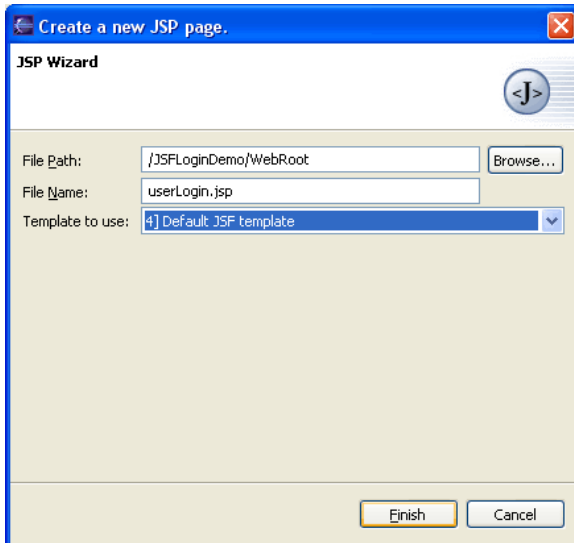 Create a new JSP page.
JSP Wizard
<J>
File Path: /JSFLoginDemo/WebRoot Browse...
File Name: userLogin.jsp
Template to use: 4] Default JSF template
Finish Cancel